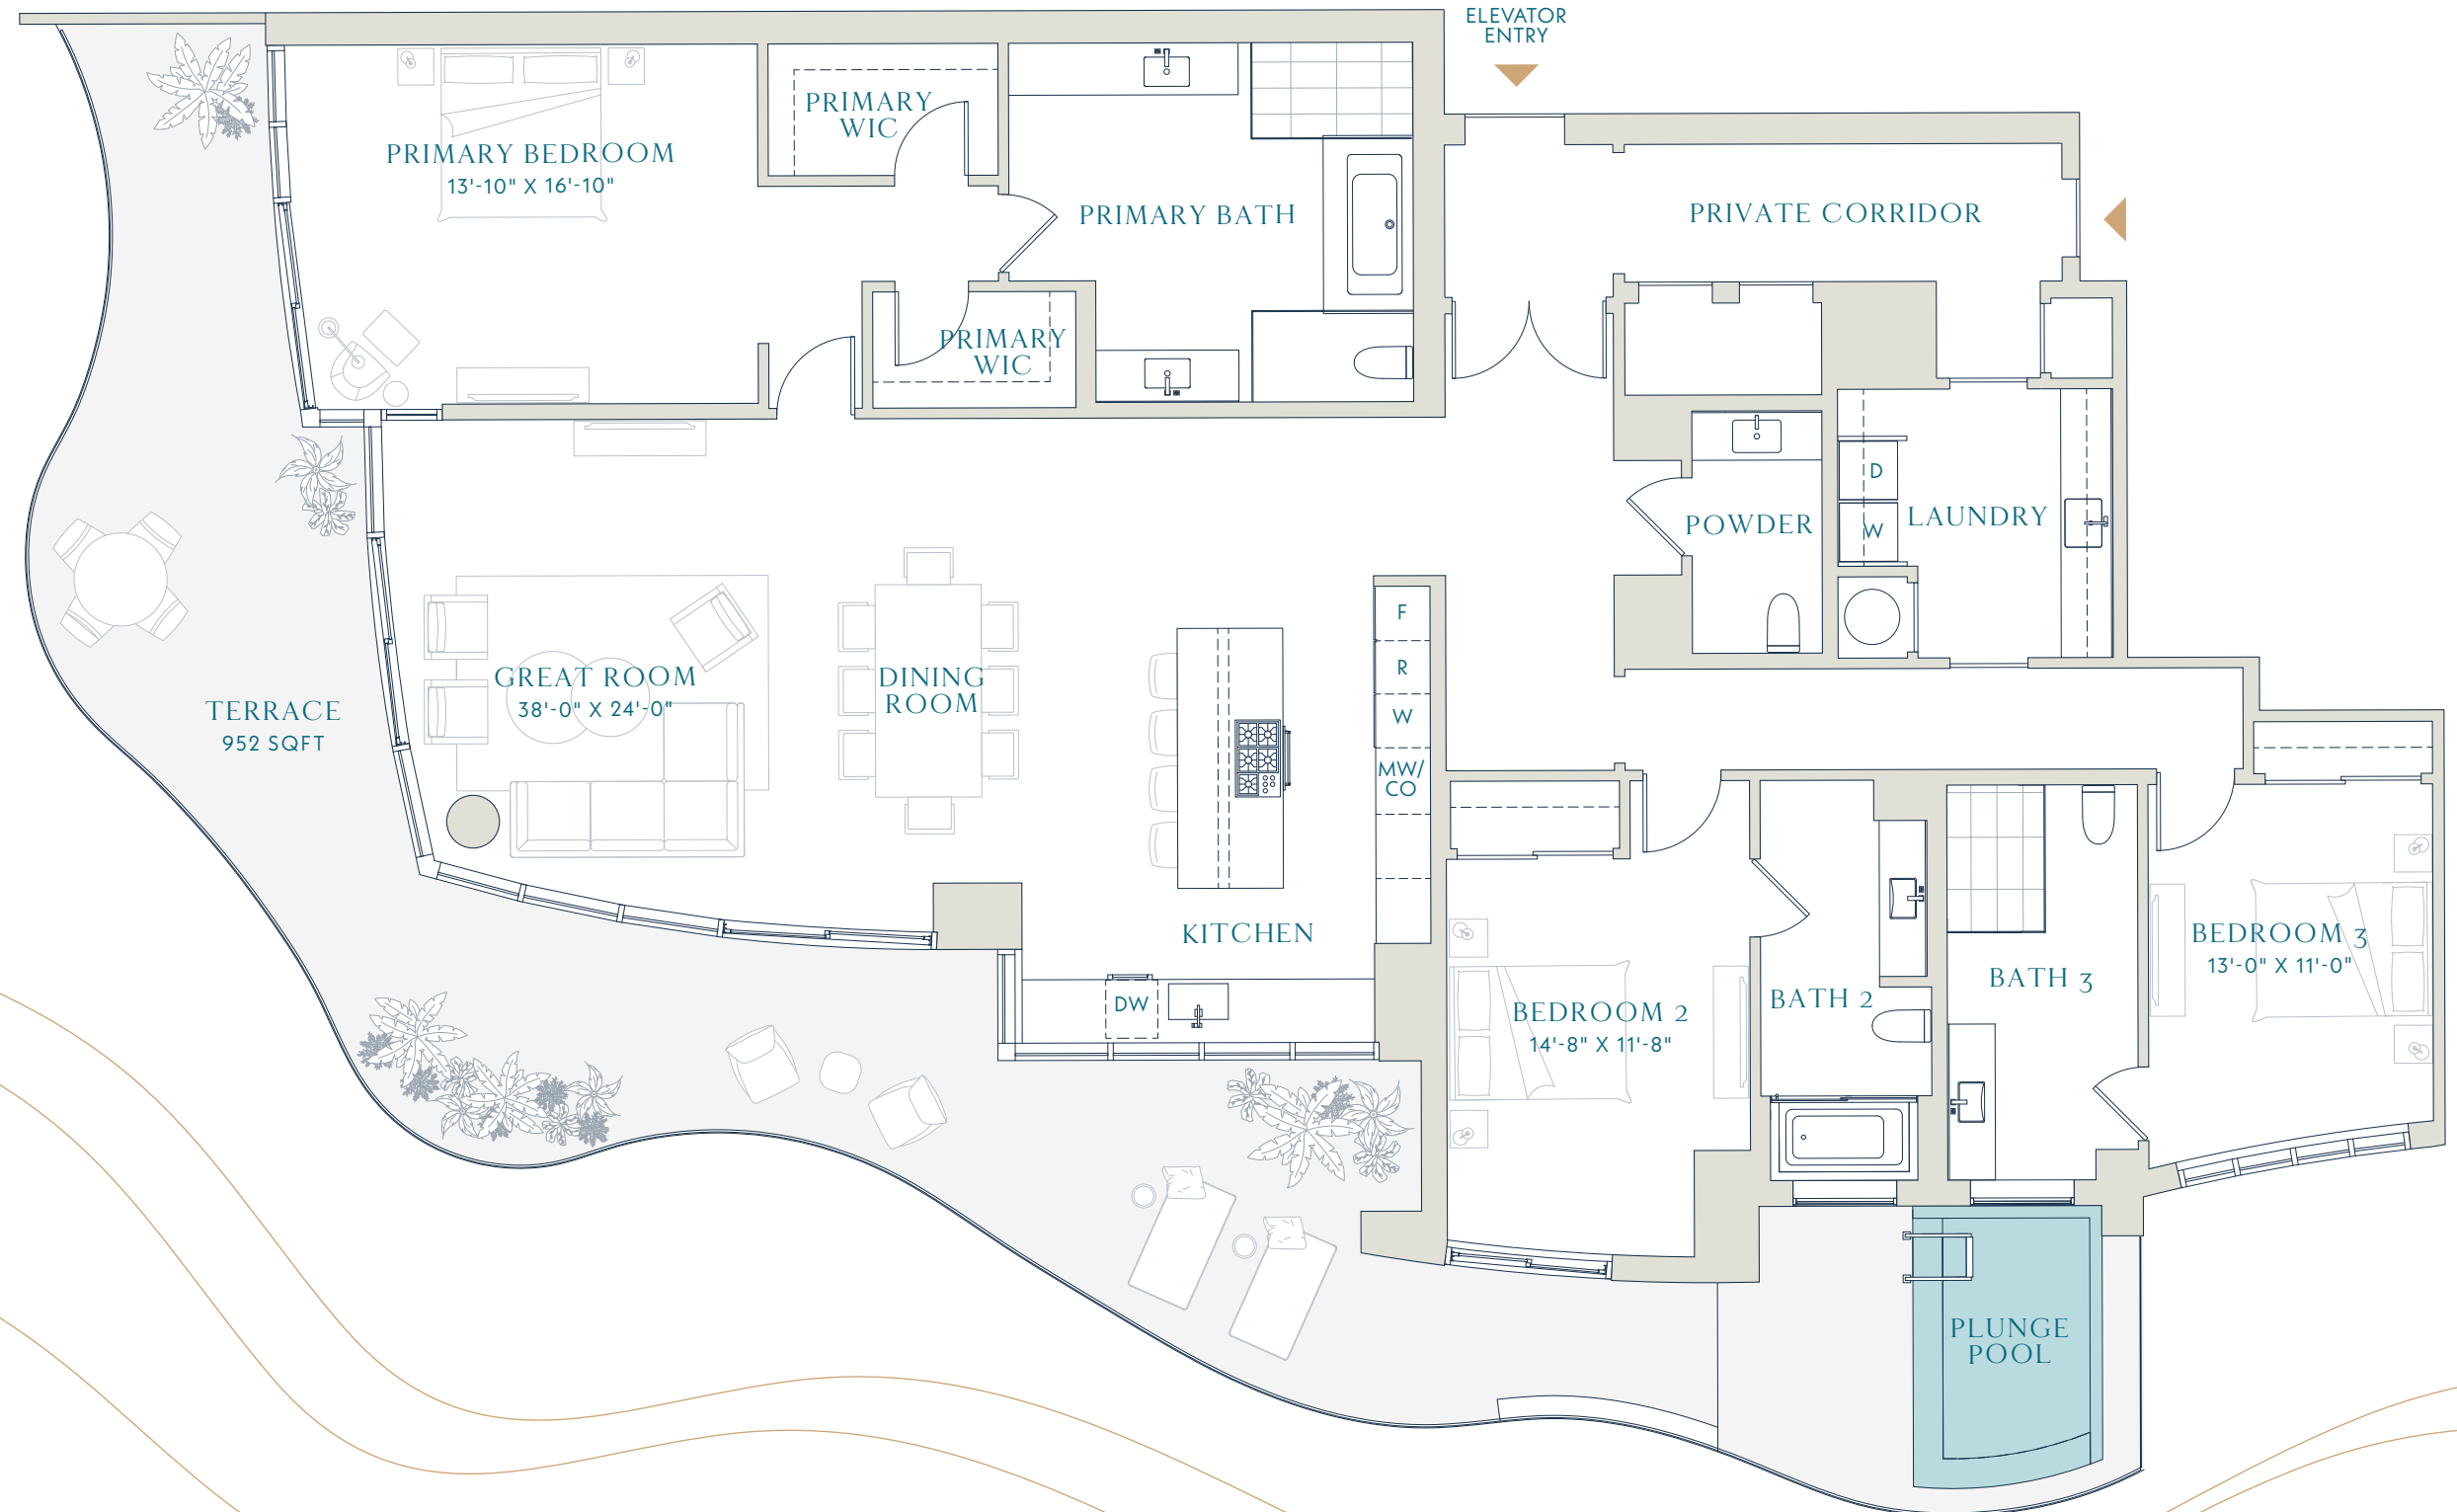 ELEVATOR
ENTRY
PRIMARY
WIC
PRIMARY BEDROOM
13'-10" X 16'-10"
PRIMARY BATH
PRIVATE CORRIDOR
PRIMARY
WIC
D
W
LAUNDRY
POWDER
F
R
W
MW/
CO
GREAT ROOM
38'-0" X 24'-0"
DINING
ROOM
TERRACE
952 SQFT
KITCHEN
DW
BEDROOM 2
14'-8" X 11'-8"
BATH 2
BATH 3
BEDROOM 3
13'-0" X 11'-0"
PLUNGE
POOL